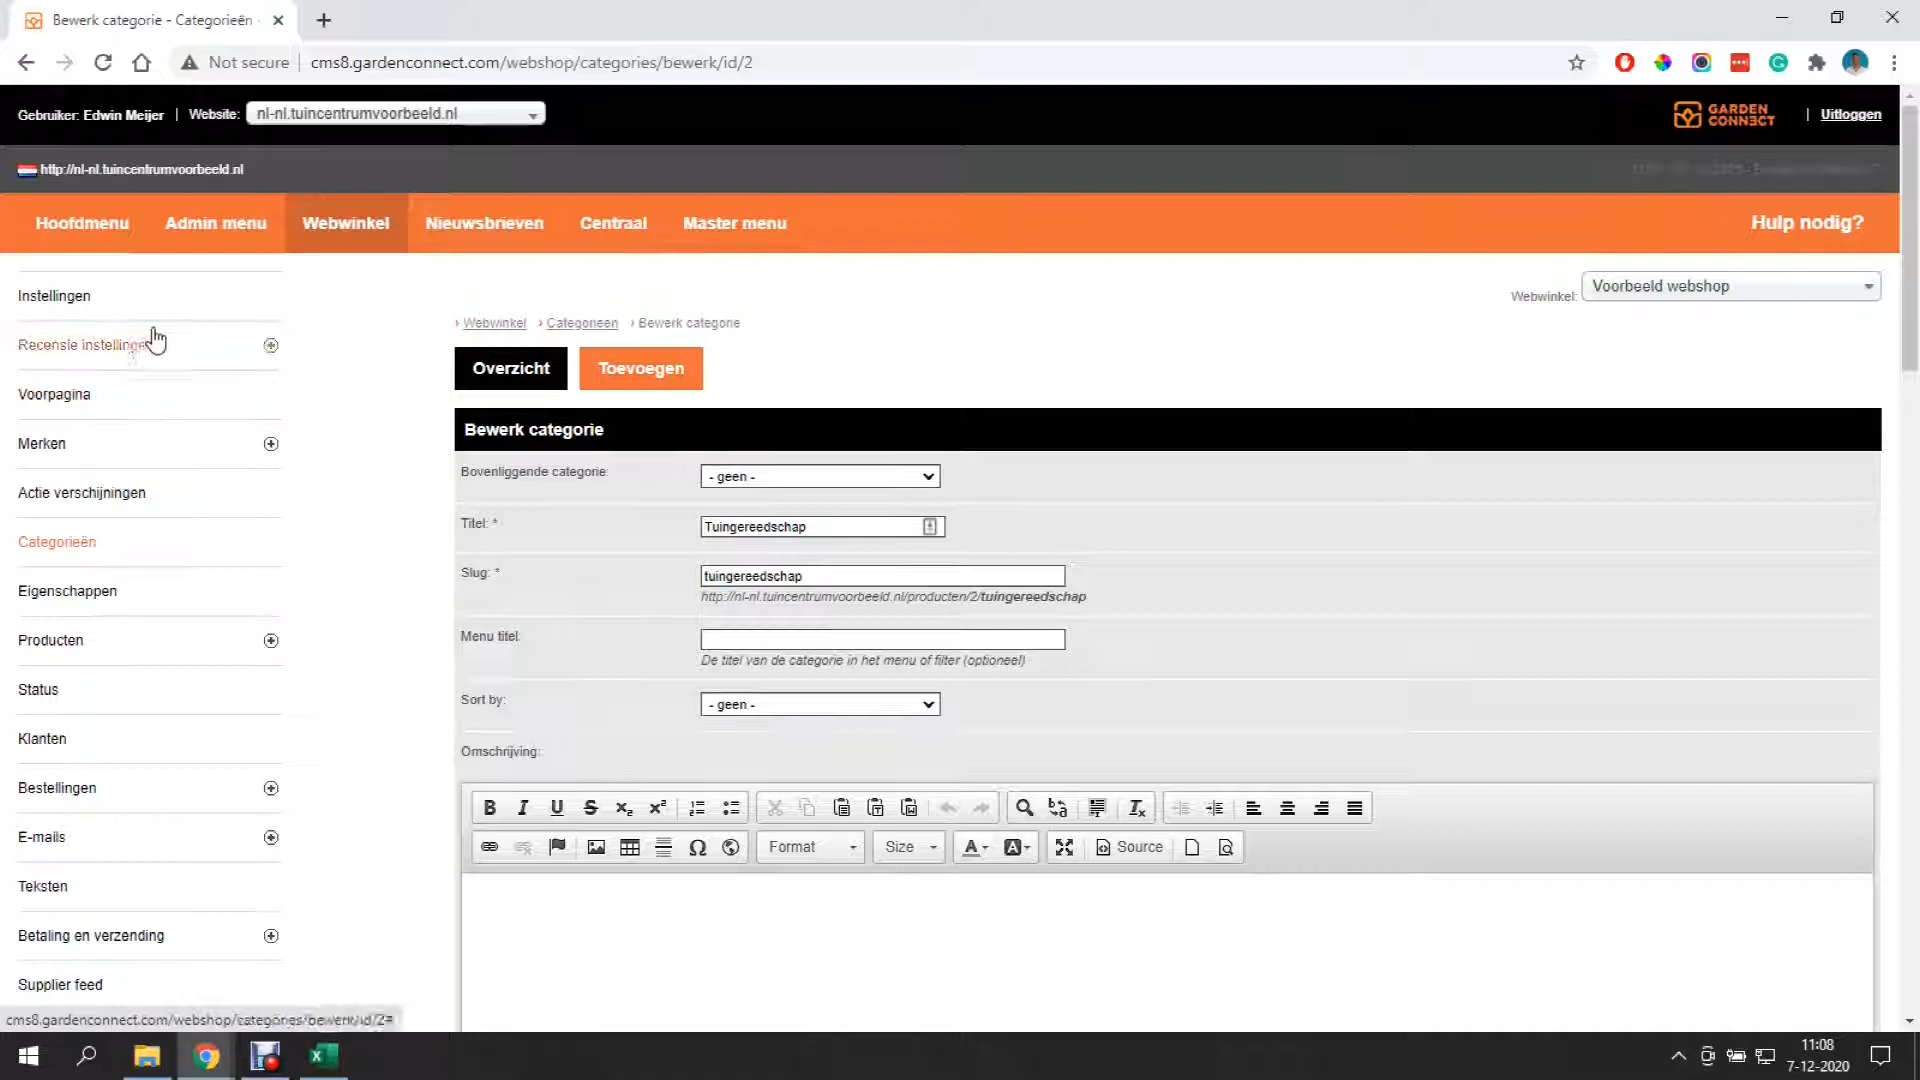 Bewerk categorie - Categorieën
Not secure
cms8.gardenconnect.com/webshop/categories/bewerk/id/2
Gebruiker: Edwin Meijer | Website: nl-nl.tuincentrumvoorbeeld.nl
GARDEN CONNECT
| Uitloggen
http://nl-nl.tuincentrumvoorbeeld.nl
Hoofdmenu Admin menu Webwinkel Nieuwsbrieven Centraal Master menu Hulp nodig?
Instellingen
Recensie instellingen
Voorpagina
Merken
Actie verschijningen
Categorieën
Eigenschappen
Producten
Status
Klanten
Bestellingen
E-mails
Teksten
Betaling en verzending
Supplier feed
Webwinkel: Voorbeeld webshop
› Webwinkel › Categorieën › Bewerk categorie
Overzicht Toevoegen
Bewerk categorie
Bovenliggende categorie: - geen -
Titel: * Tuingereedschap
Slug: * tuingereedschap
http://nl-nl.tuincentrumvoorbeeld.nl/producten/2/tuingereedschap
Menu titel:
De titel van de categorie in het menu of filter (optioneel)
Sort by: - geen -
Omschrijving:
Format Size Source
cms8.gardenconnect.com/webshop/categories/bewerk/id/2#
11:08
7-12-2020